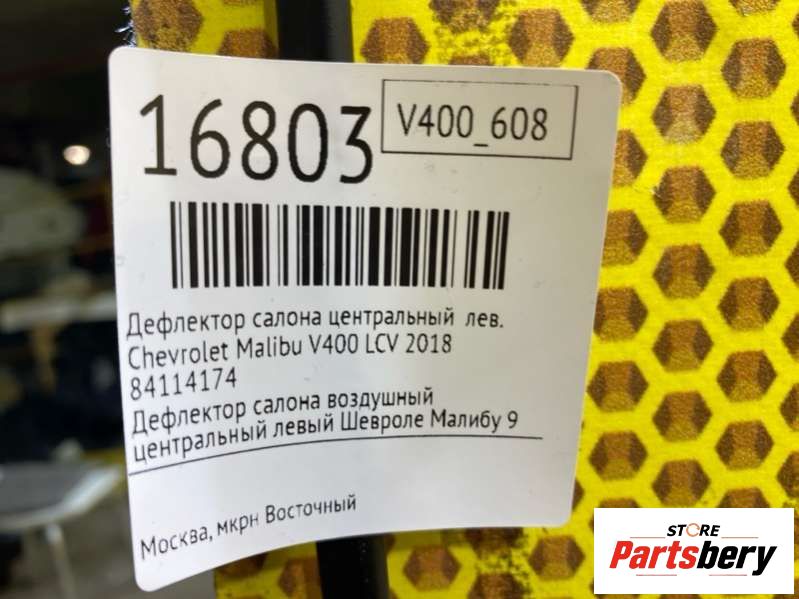 16803
V400_608
Дефлектор салона центральный лев.
Chevrolet Malibu V400 LCV 2018
84114174
Дефлектор салона воздушный
центральный левый Шевроле Малибу 9
Москва, мкрн Восточный
STORE
Partsbery